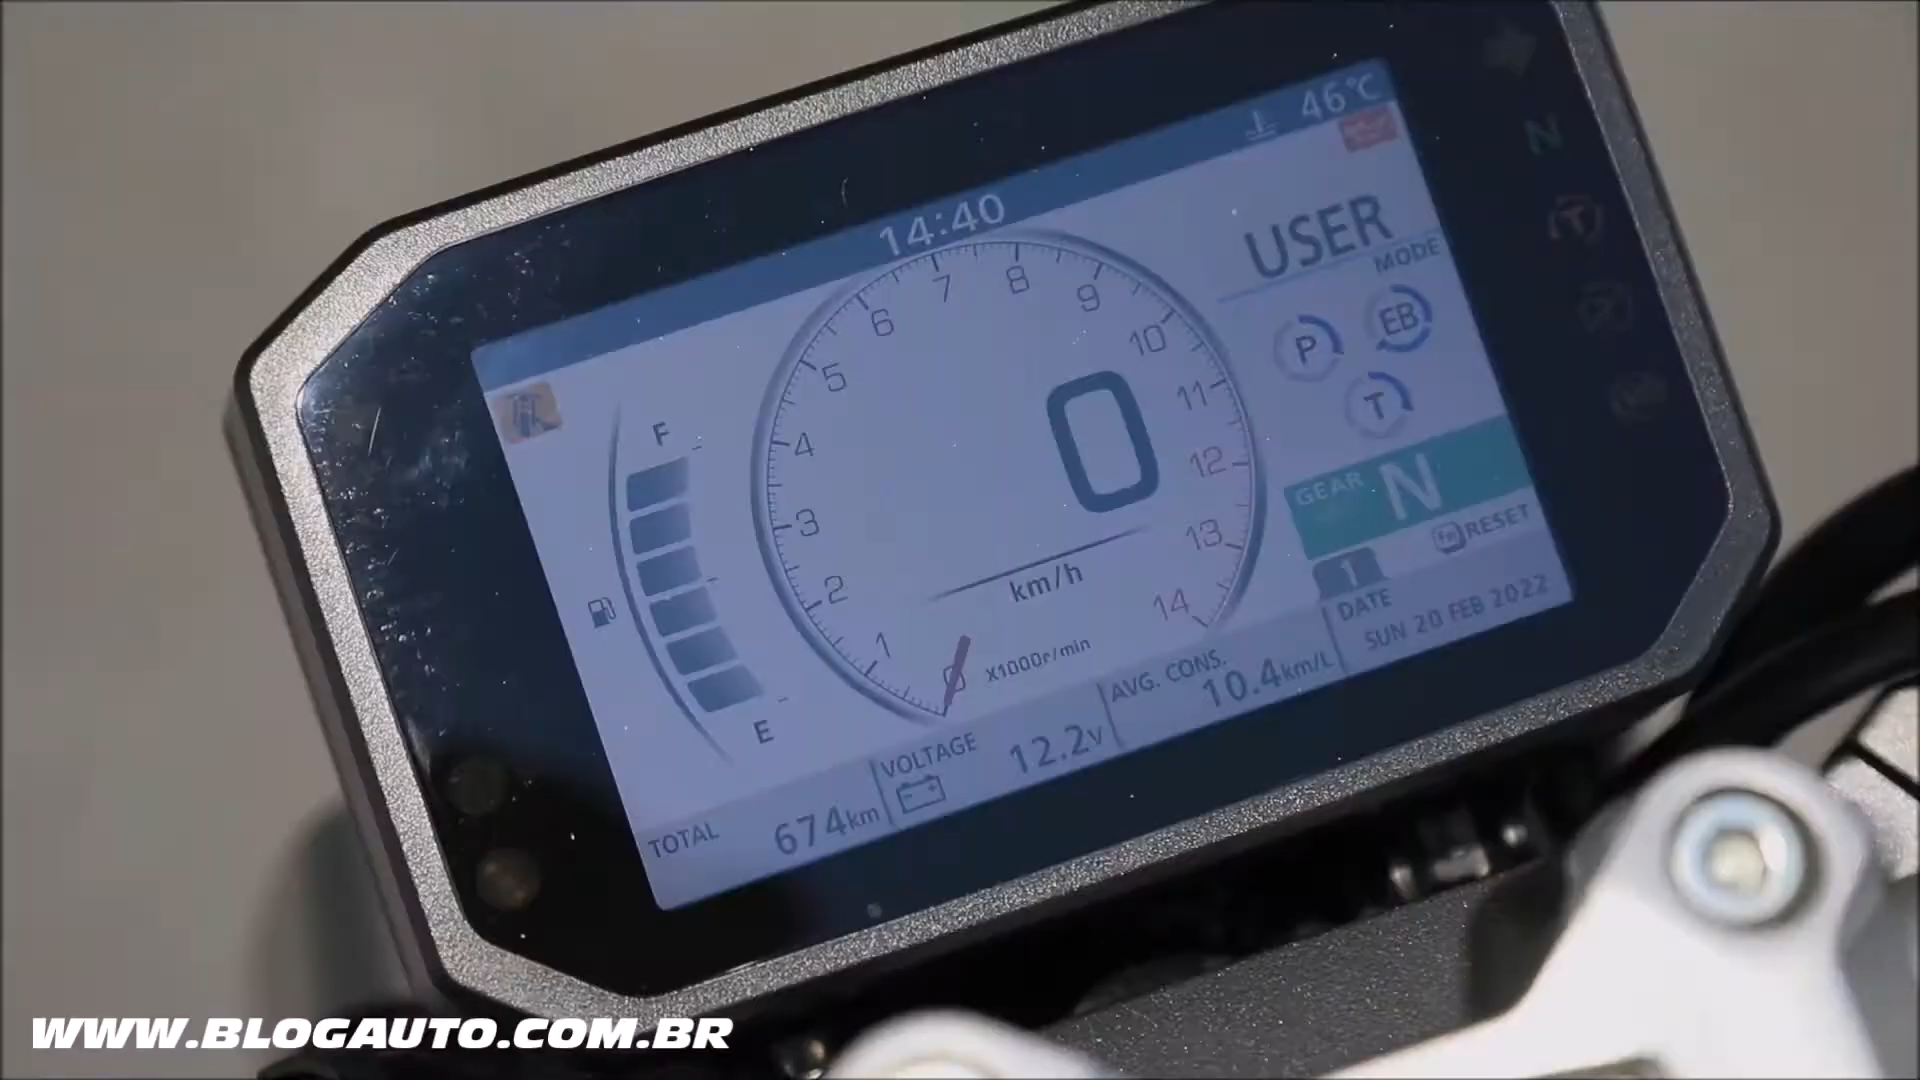 46°C
14:40
USER
MODE
P
EB
T
F
E
0
1
2
3
4
5
6
7
8
9
10
11
12
13
14
0
km/h
X1000r/min
GEAR N
fn RESET
1
DATE
SUN 20 FEB 2022
AVG. CONS.
10.4km/L
VOLTAGE
12.2V
TOTAL 674km
N
T
WWW.BLOGAUTO.COM.BR